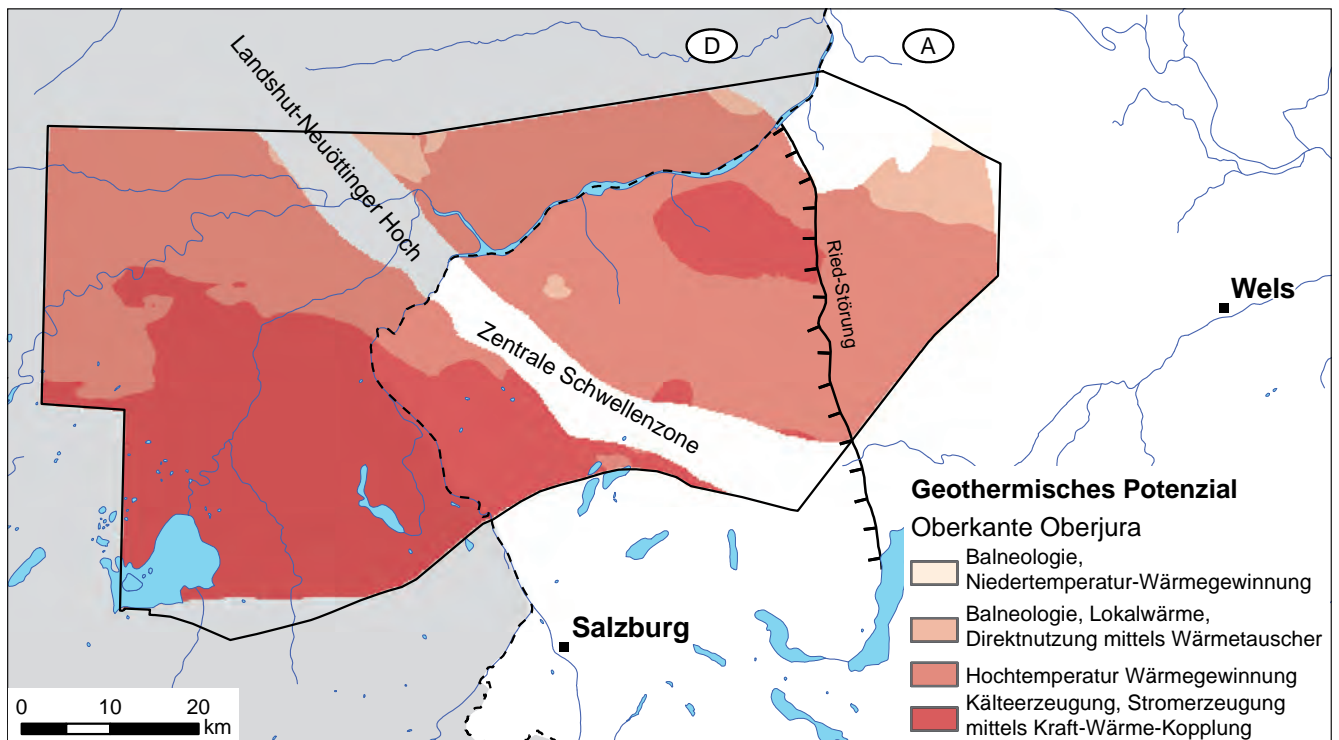 D
A
Landshut-Neuöttinger Hoch
Ried-Störung
Wels
Zentrale Schwellenzone
Salzburg
Geothermisches Potenzial
Oberkante Oberjura
Balneologie,
Niedertemperatur-Wärmegewinnung
Balneologie, Lokalwärme,
Direktnutzung mittels Wärmetauscher
Hochtemperatur Wärmegewinnung
Kälteerzeugung, Stromerzeugung
mittels Kraft-Wärme-Kopplung
0 10 20
km